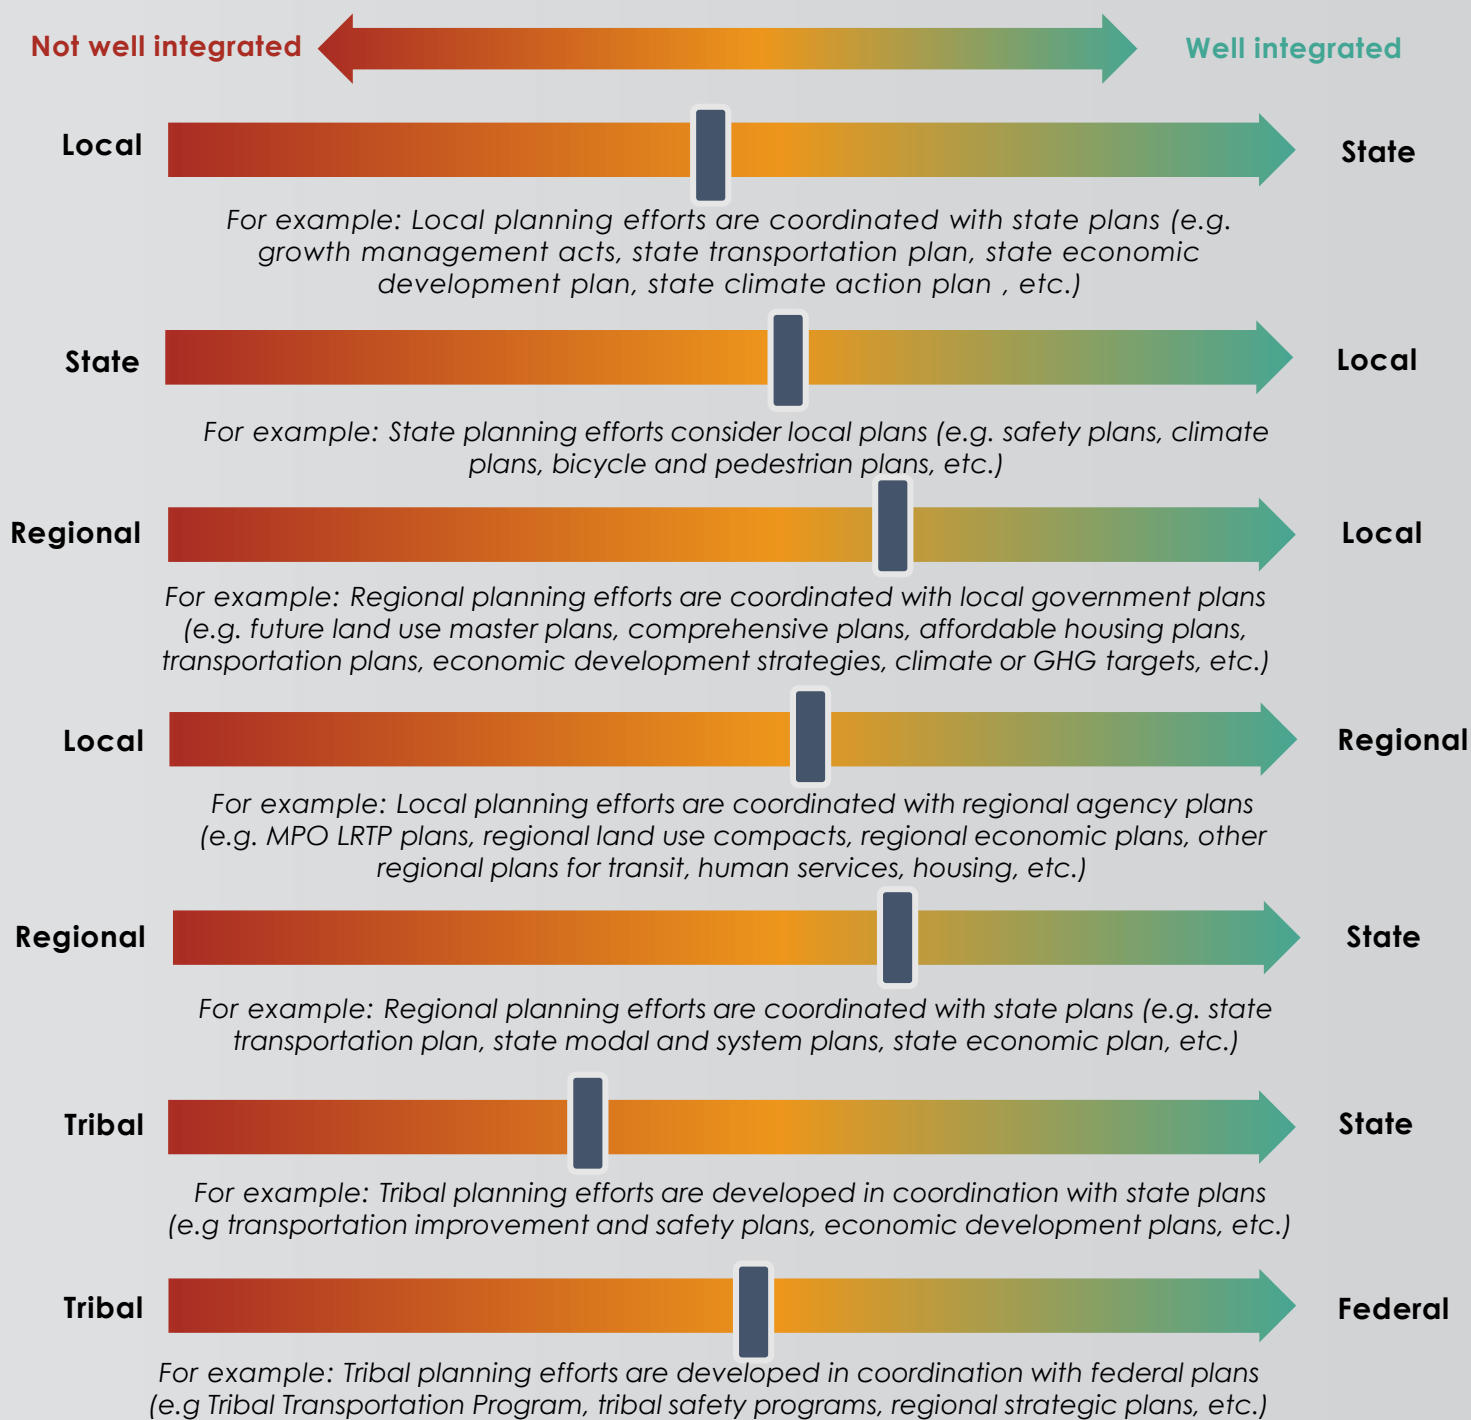 Not well integrated
Well integrated
Local
State
For example: Local planning efforts are coordinated with state plans (e.g.
growth management acts, state transportation plan, state economic
development plan, state climate action plan , etc.)
State
Local
For example: State planning efforts consider local plans (e.g. safety plans, climate
plans, bicycle and pedestrian plans, etc.)
Regional
Local
For example: Regional planning efforts are coordinated with local government plans
(e.g. future land use master plans, comprehensive plans, affordable housing plans,
transportation plans, economic development strategies, climate or GHG targets, etc.)
Local
Regional
For example: Local planning efforts are coordinated with regional agency plans
(e.g. MPO LRTP plans, regional land use compacts, regional economic plans, other
regional plans for transit, human services, housing, etc.)
Regional
State
For example: Regional planning efforts are coordinated with state plans (e.g. state
transportation plan, state modal and system plans, state economic plan, etc.)
Tribal
State
For example: Tribal planning efforts are developed in coordination with state plans
(e.g transportation improvement and safety plans, economic development plans, etc.)
Tribal
Federal
For example: Tribal planning efforts are developed in coordination with federal plans
(e.g Tribal Transportation Program, tribal safety programs, regional strategic plans, etc.)